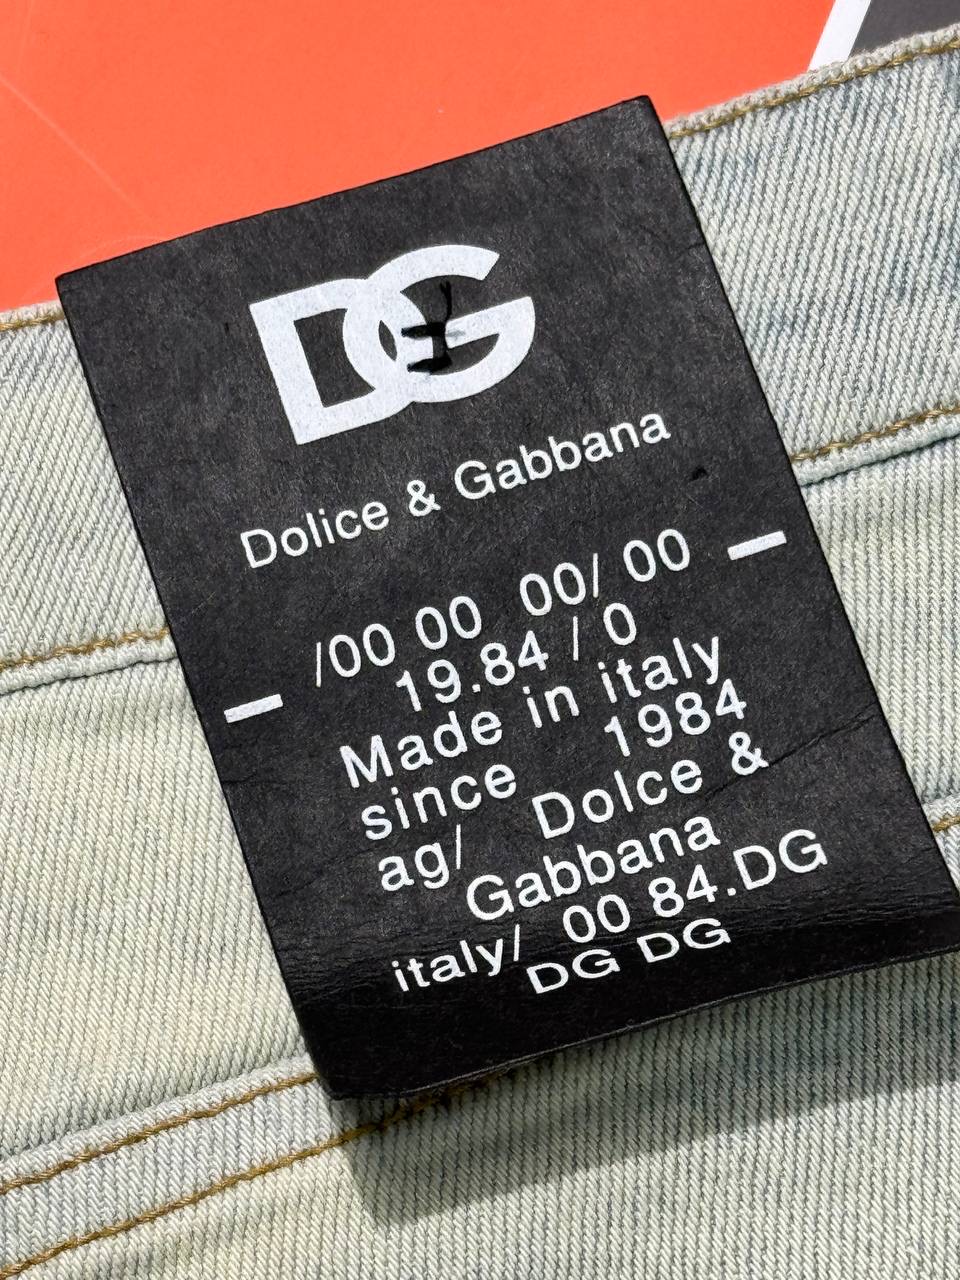 DG
Dolice & Gabbana
/00 00 00/ 00
19.84 / 0
Made in italy
since 1984
ag/ Dolce &
Gabbana
italy/ 00 84.DG
DG DG